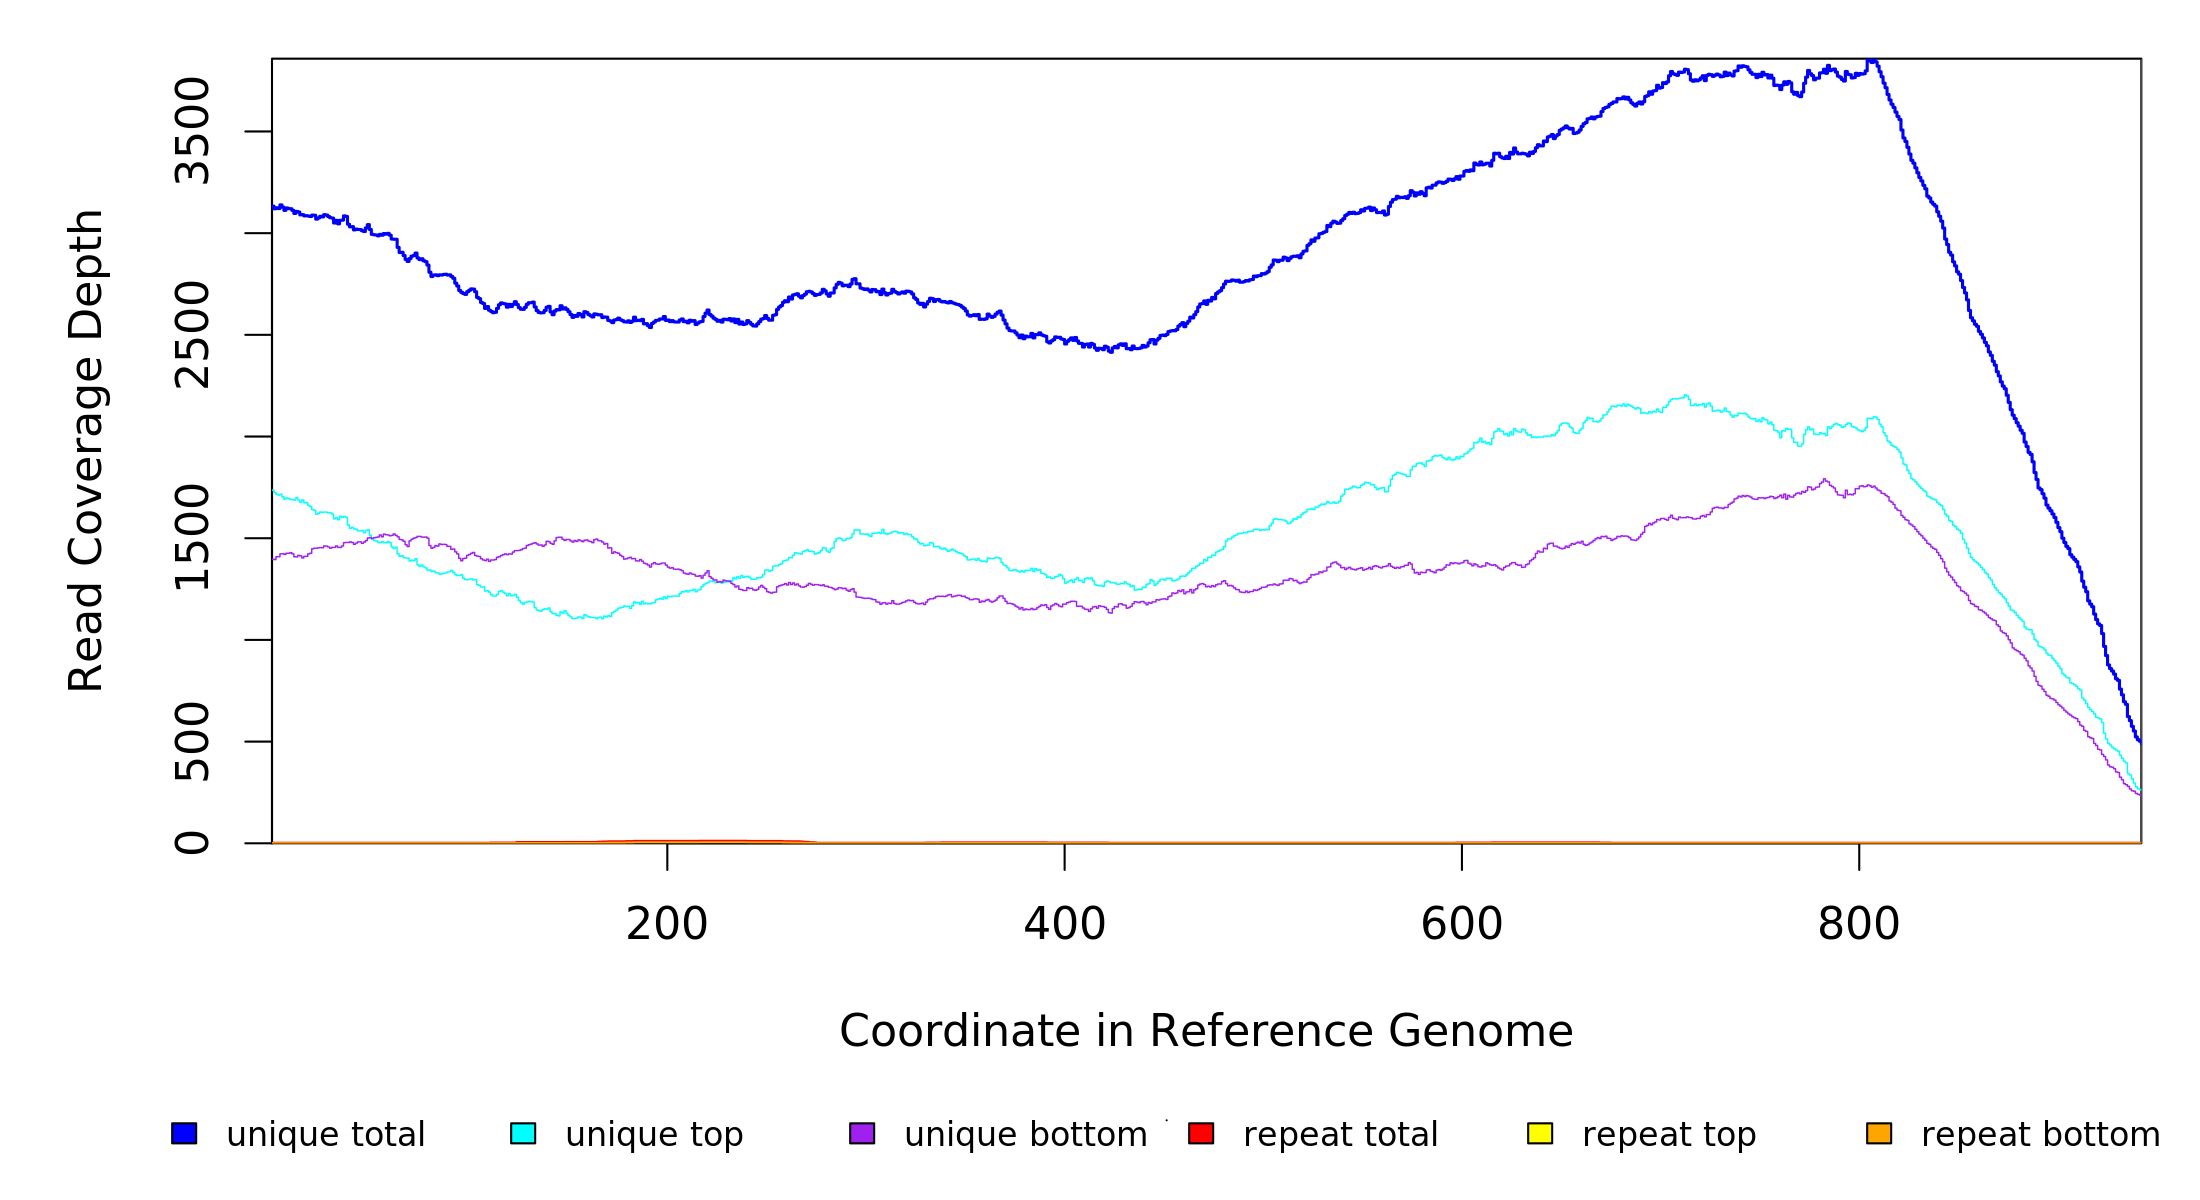 Read Coverage Depth
3500
2500
1500
500
0
200 400 600 800
Coordinate in Reference Genome
unique total unique top unique bottom repeat total repeat top repeat bottom